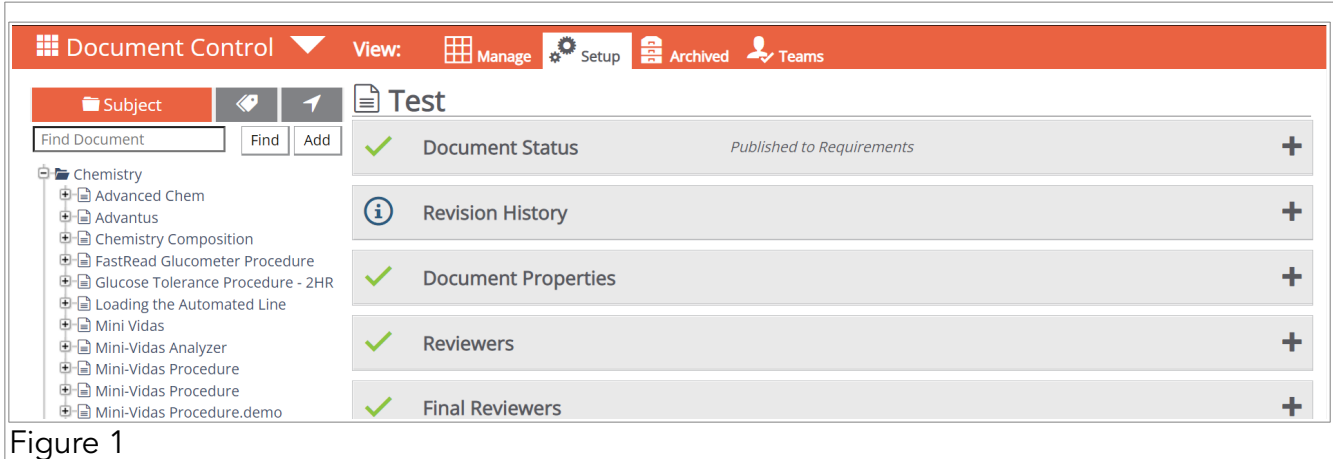 Document Control View: Manage Setup Archived Teams
Subject
Find Document Find Add
Chemistry
Advanced Chem
Advantus
Chemistry Composition
FastRead Glucometer Procedure
Glucose Tolerance Procedure - 2HR
Loading the Automated Line
Mini Vidas
Mini-Vidas Analyzer
Mini-Vidas Procedure
Mini-Vidas Procedure
Mini-Vidas Procedure.demo
Test
Document Status Published to Requirements
Revision History
Document Properties
Reviewers
Final Reviewers
Figure 1